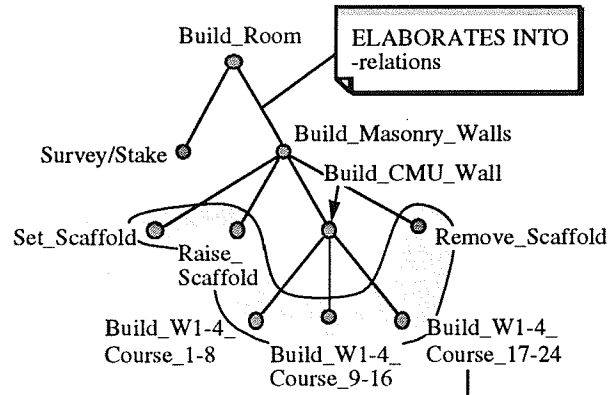 Build_Room
ELABORATES INTO
-relations
Survey/Stake
Build_Masonry_Walls
Build_CMU_Wall
Set_Scaffold
Raise_
Scaffold
Remove_Scaffold
Build_W1-4_
Course_1-8
Build_W1-4_
Course_9-16
Build_W1-4_
Course_17-24